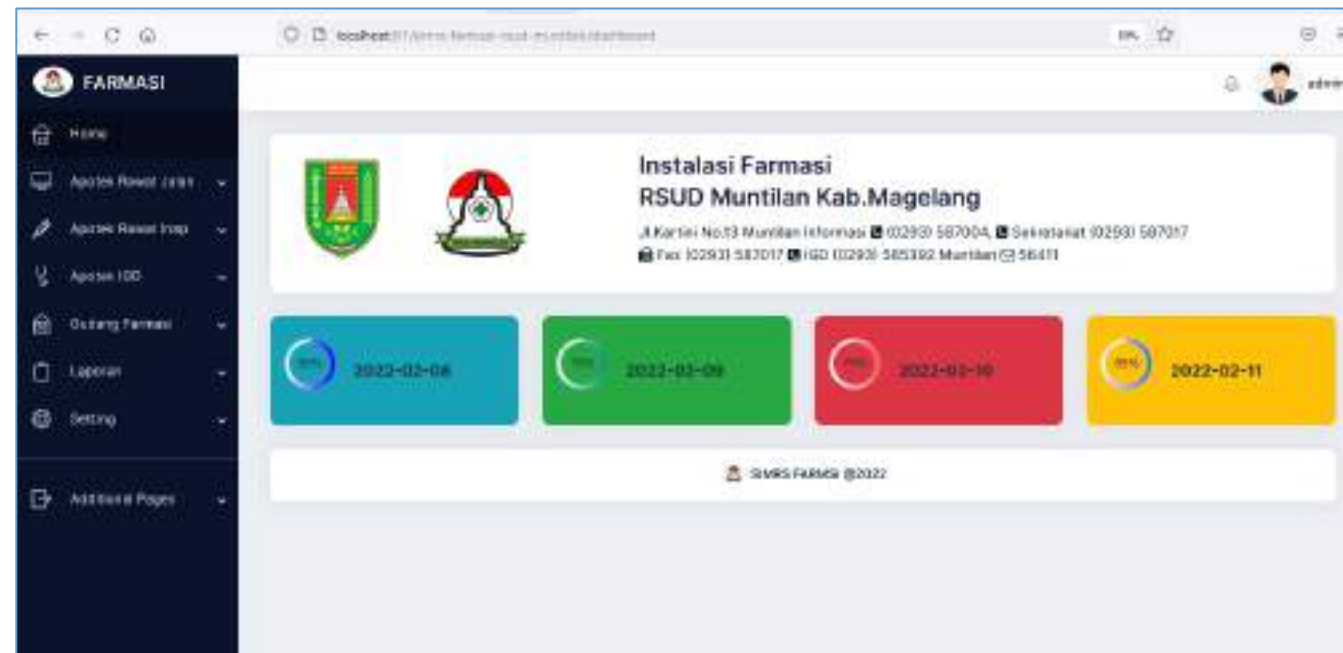 localhost
FARMASI
admin
Home
Apotek Rawat Jalan
Apotek Rawat Inap
Apotek IGD
Gudang Farmasi
Laporan
Setting
Additional Pages
Instalasi Farmasi
RSUD Muntilan Kab.Magelang
Jl.Kartini No.13 Muntilan Informasi (0293) 587004, Sekretariat (0293) 587017
Fax (0293) 587017 IGD (0293) 585392 Muntilan 56411
2022-02-08
2022-02-09
2022-02-10
2022-02-11
SIMRS FARMSI @2022